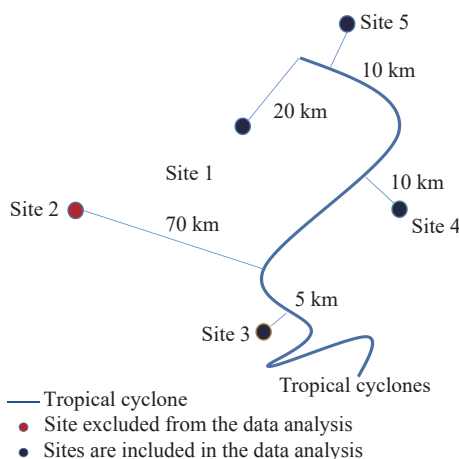 Site 5
10 km
20 km
Site 1
10 km
Site 2
70 km
Site 4
5 km
Site 3
Tropical cyclones
Tropical cyclone
Site excluded from the data analysis
Sites are included in the data analysis